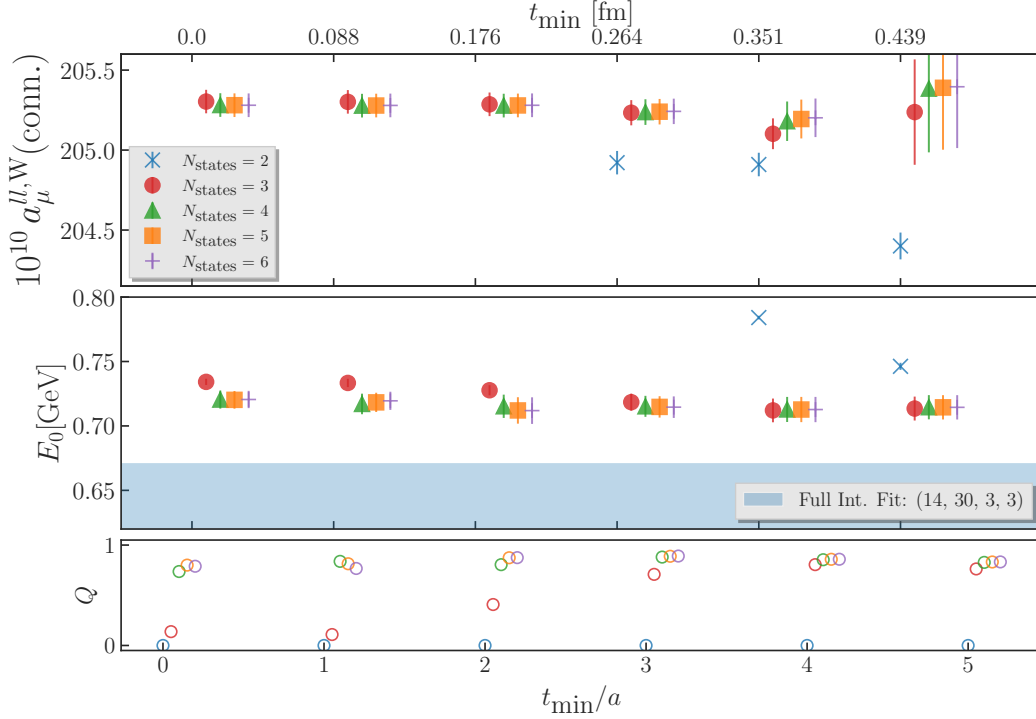 t_min [fm]
0.0 0.088 0.176 0.264 0.351 0.439
10^10 a_μ^{ll,W}(conn.)
205.5
205.0
204.5
N_states = 2
N_states = 3
N_states = 4
N_states = 5
N_states = 6
E_0[GeV]
0.80
0.75
0.70
0.65
Full Int. Fit: (14, 30, 3, 3)
Q
1
0
0 1 2 3 4 5
t_min/a